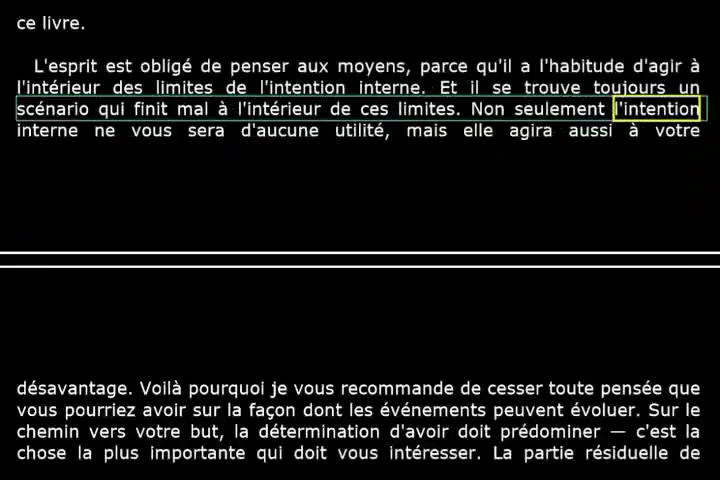 ce livre.
L'esprit est obligé de penser aux moyens, parce qu'il a l'habitude d'agir à
l'intérieur des limites de l'intention interne. Et il se trouve toujours un
scénario qui finit mal à l'intérieur de ces limites. Non seulement l'intention
interne ne vous sera d'aucune utilité, mais elle agira aussi à votre
désavantage. Voilà pourquoi je vous recommande de cesser toute pensée que
vous pourriez avoir sur la façon dont les événements peuvent évoluer. Sur le
chemin vers votre but, la détermination d'avoir doit prédominer — c'est la
chose la plus importante qui doit vous intéresser. La partie résiduelle de